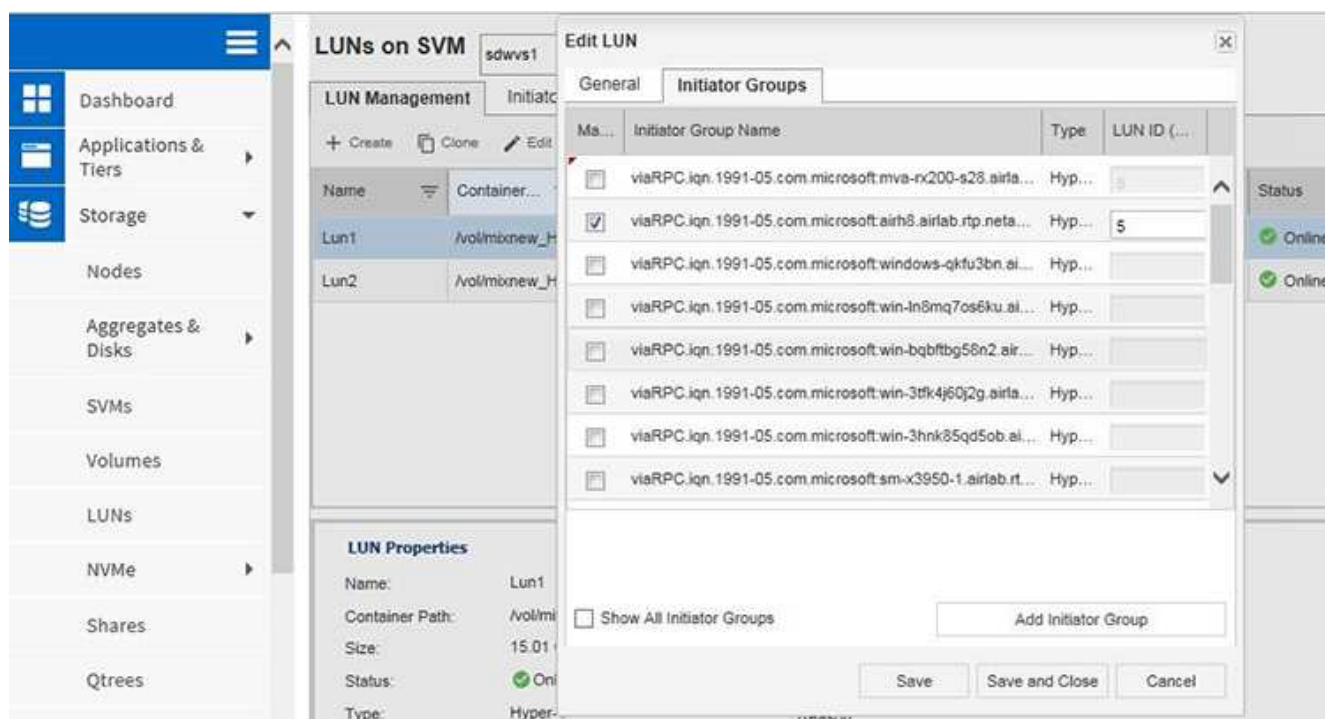 Dashboard
Applications &
Tiers
Storage
Nodes
Aggregates &
Disks
SVMs
Volumes
LUNs
NVMe
Shares
Qtrees
LUNs on SVM sdwvs1
LUN Management Initiato
+ Create Clone Edit
Name Container... Status
Lun1 /vol/mixnew_H Online
Lun2 /vol/mixnew_H Online
LUN Properties
Name: Lun1
Container Path: /vol/mi
Size: 15.01
Status: Onl
Type: Hyper-
Edit LUN
General Initiator Groups
Ma... Initiator Group Name Type LUN ID (...
viaRPC.iqn.1991-05.com.microsoft:mva-rx200-s28.airla... Hyp...
viaRPC.iqn.1991-05.com.microsoft:airh8.airlab.rtp.neta... Hyp... 5
viaRPC.iqn.1991-05.com.microsoft:windows-qkfu3bn.ai... Hyp...
viaRPC.iqn.1991-05.com.microsoft:win-ln8mq7os6ku.ai... Hyp...
viaRPC.iqn.1991-05.com.microsoft:win-bqbftbg58n2.air... Hyp...
viaRPC.iqn.1991-05.com.microsoft:win-3tfk4j60j2g.airla... Hyp...
viaRPC.iqn.1991-05.com.microsoft:win-3hnk85qd5ob.ai... Hyp...
viaRPC.iqn.1991-05.com.microsoft:sm-x3950-1.airlab.rt... Hyp...
Show All Initiator Groups Add Initiator Group
Save Save and Close Cancel